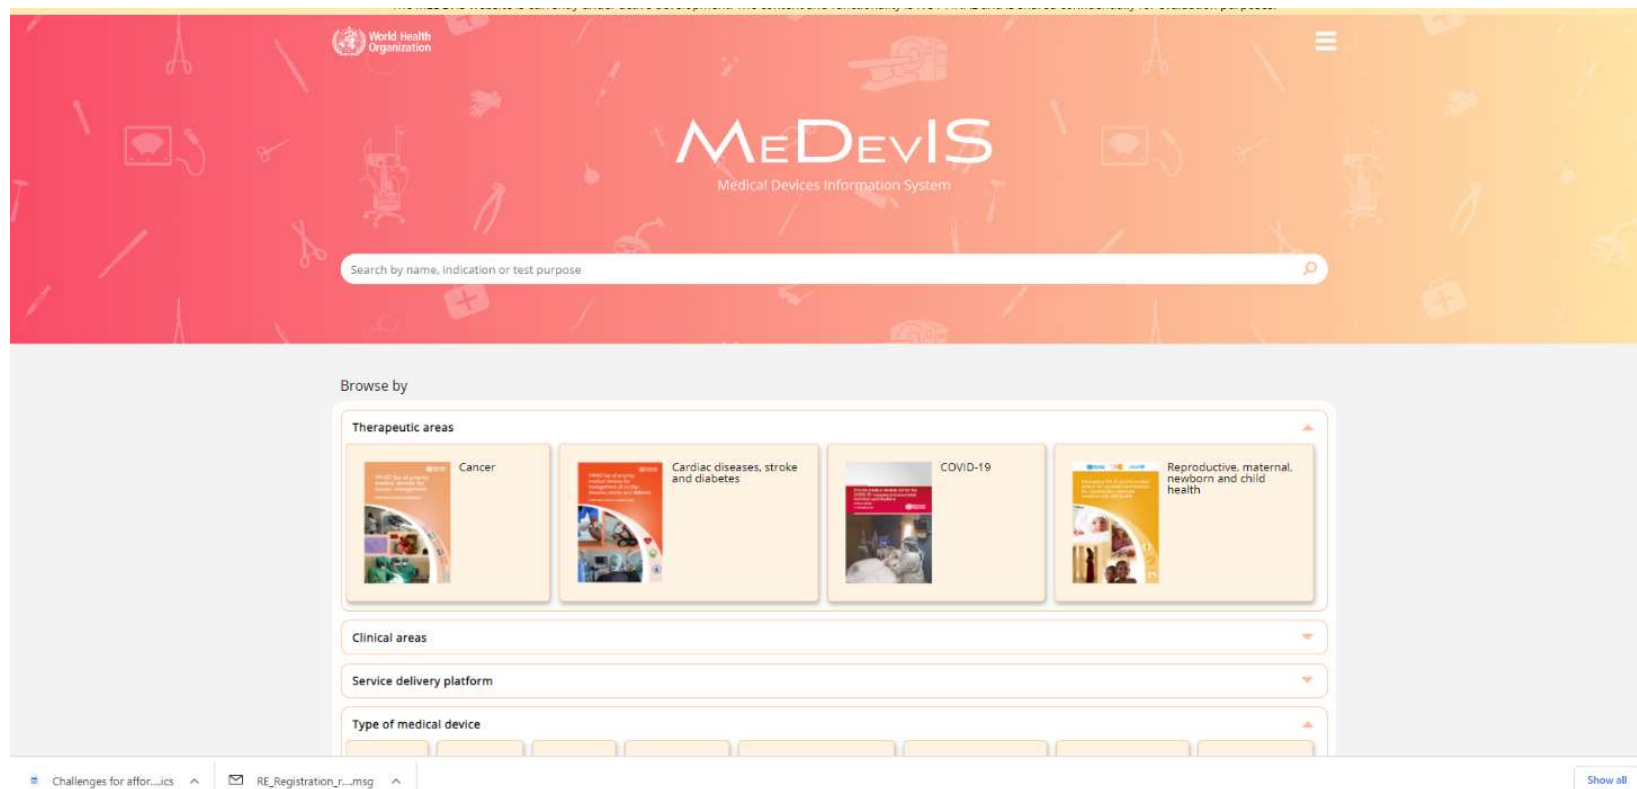 World Health
Organization
MEDEVIS
Medical Devices Information System
Search by name, indication or test purpose
Browse by
Therapeutic areas
Cancer
Cardiac diseases, stroke
and diabetes
COVID-19
Reproductive, maternal,
newborn and child
health
Clinical areas
Service delivery platform
Type of medical device
Challenges for affor....ics
RE_Registration_r....msg
Show all